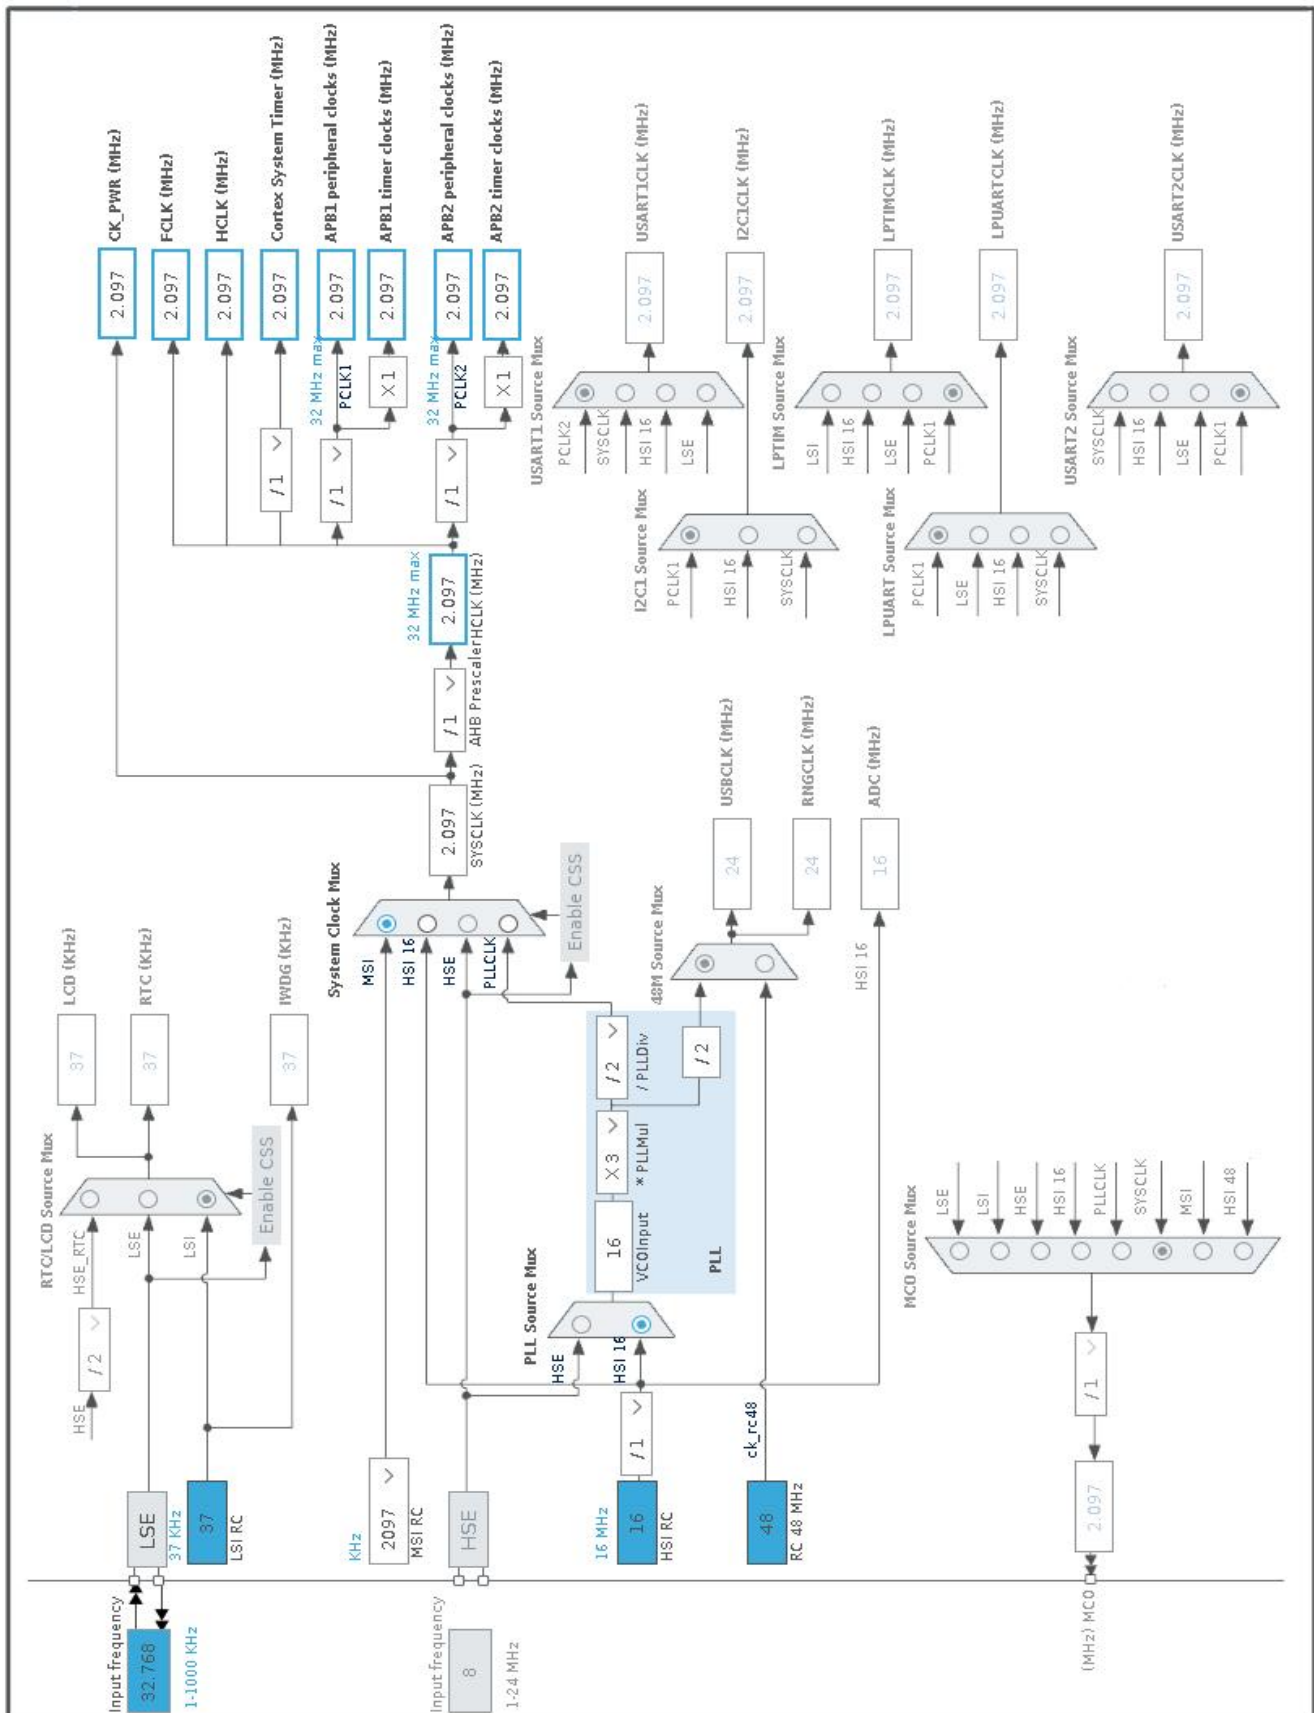 Input frequency
32.768
1-1000 KHz
LSE
37 KHz
37
LSI RC
HSE
/ 2
HSE_RTC
LSE
LSI
RTC/LCD Source Mux
Enable CSS
37
LCD (KHz)
37
RTC (KHz)
37
IWDG (KHz)
KHz
2097
MSI RC
Input frequency
8
1-24 MHz
HSE
16 MHz
16
HSI RC
/ 1
48
RC 48 MHz
ck_rc48
PLL Source Mux
HSE
HSI 16
16
VCOInput
X 3
* PLLMul
/ 2
/ PLLDiv
/ 2
PLL
System Clock Mux
MSI
HSI 16
HSE
PLLCLK
Enable CSS
2.097
SYSCLK (MHz)
/ 1
AHB Prescaler
32 MHz max
2.097
HCLK (MHz)
48M Source Mux
24
USBCLK (MHz)
24
RNGCLK (MHz)
HSI 16
16
ADC (MHz)
/ 1
/ 1
32 MHz max
PCLK1
X 1
/ 1
32 MHz max
PCLK2
X 1
2.097
CK_PWR (MHz)
2.097
FCLK (MHz)
2.097
HCLK (MHz)
2.097
Cortex System Timer (MHz)
2.097
APB1 peripheral clocks (MHz)
2.097
APB1 timer clocks (MHz)
2.097
APB2 peripheral clocks (MHz)
2.097
APB2 timer clocks (MHz)
USART1 Source Mux
PCLK2
SYSCLK
HSI 16
LSE
2.097
USART1CLK (MHz)
I2C1 Source Mux
PCLK1
HSI 16
SYSCLK
2.097
I2C1CLK (MHz)
LPTIM Source Mux
LSI
HSI 16
LSE
PCLK1
2.097
LPTIMCLK (MHz)
LPUART Source Mux
PCLK1
LSE
HSI 16
SYSCLK
2.097
LPUARTCLK (MHz)
USART2 Source Mux
SYSCLK
HSI 16
LSE
PCLK1
2.097
USART2CLK (MHz)
MCO Source Mux
LSE
LSI
HSE
HSI 16
PLLCLK
SYSCLK
MSI
HSI 48
/ 1
2.097
(MHz) MCO